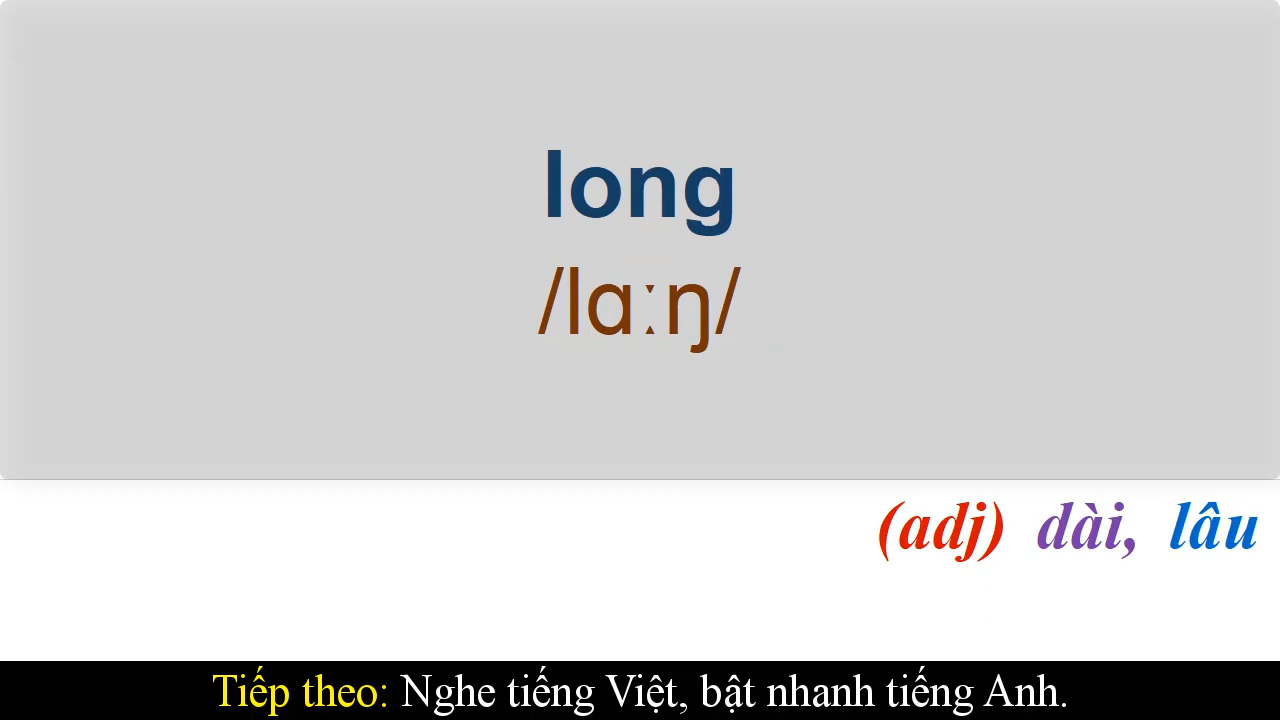 long
/lɑːŋ/
(adj) dài, lâu
Tiếp theo: Nghe tiếng Việt, bật nhanh tiếng Anh.